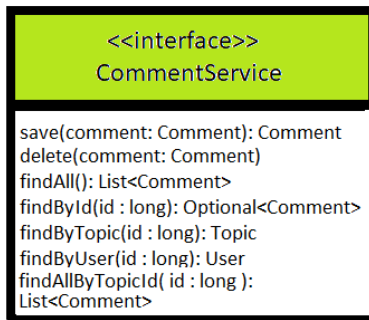 <<interface>>
CommentService
save(comment: Comment): Comment
delete(comment: Comment)
findAll(): List<Comment>
findById(id : long): Optional<Comment>
findByTopic(id : long): Topic
findByUser(id : long): User
findAllByTopicId( id : long ):
List<Comment>